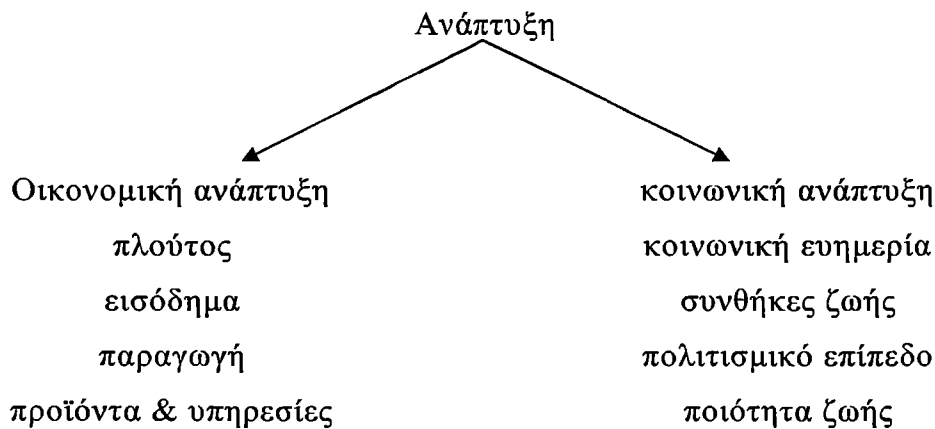 Ανάπτυξη
Οικονομική ανάπτυξη
πλούτος
εισόδημα
παραγωγή
προϊόντα & υπηρεσίες
κοινωνική ανάπτυξη
κοινωνική ευημερία
συνθήκες ζωής
πολιτισμικό επίπεδο
ποιότητα ζωής